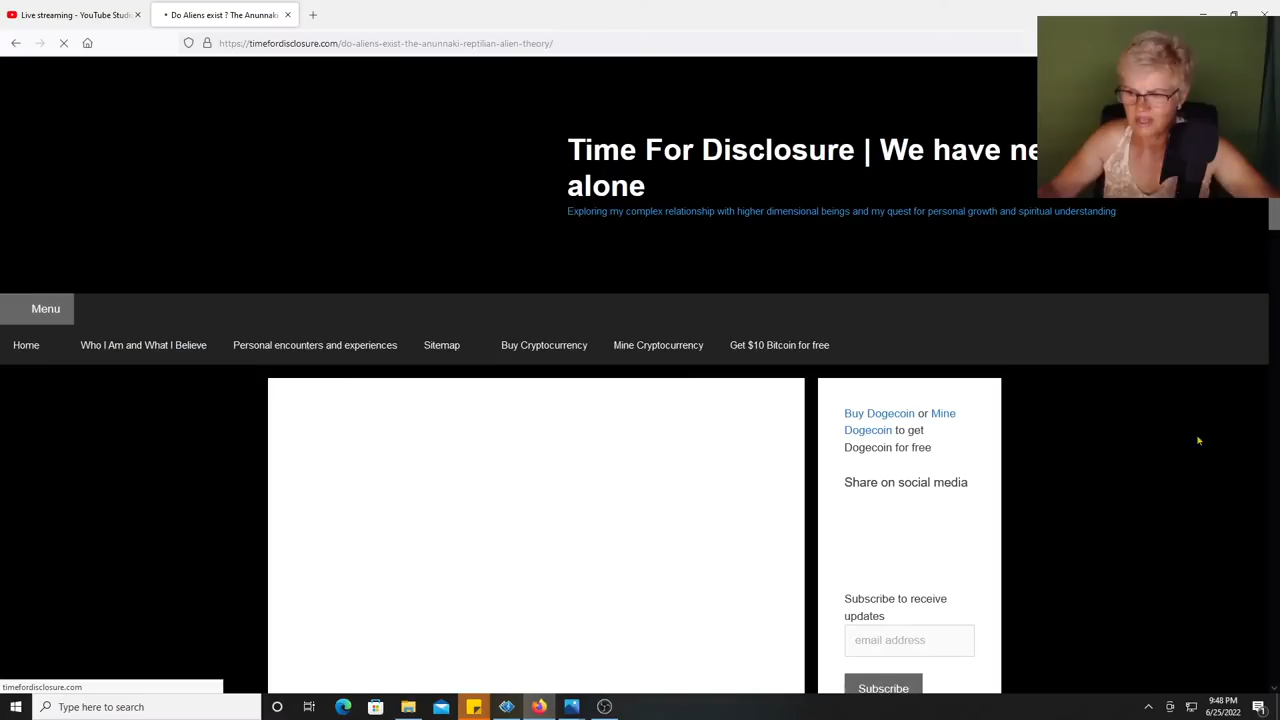 Live streaming - YouTube Studi
Do Aliens exist ? The Anunnaki
https://timefordisclosure.com/do-aliens-exist-the-anunnaki-reptilian-alien-theory/
Time For Disclosure | We have ne
alone
Exploring my complex relationship with higher dimensional beings and my quest for personal growth and spiritual understanding
Menu
Home Who I Am and What I Believe Personal encounters and experiences Sitemap Buy Cryptocurrency Mine Cryptocurrency Get $10 Bitcoin for free
Buy Dogecoin or Mine
Dogecoin to get
Dogecoin for free
Share on social media
Subscribe to receive
updates
email address
Subscribe
timefordisclosure.com
Type here to search
9:48 PM
6/25/2022
1